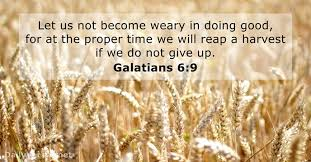 Let us not become weary in doing good,
for at the proper time we will reap a harvest
if we do not give up.
Galatians 6:9